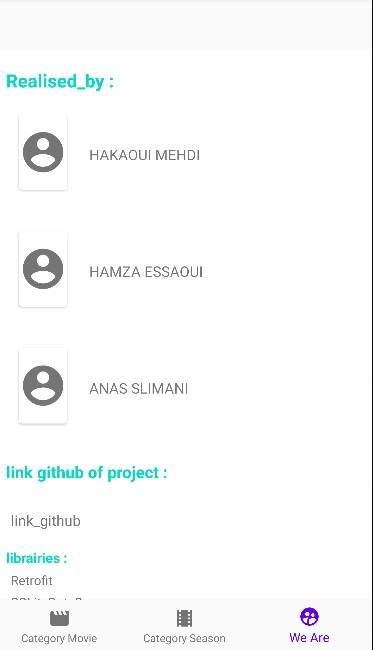 Realised_by :
HAKAOUI MEHDI
HAMZA ESSAOUI
ANAS SLIMANI
link github of project :
link_github
librairies :
Retrofit
Category Movie
Category Season
We Are